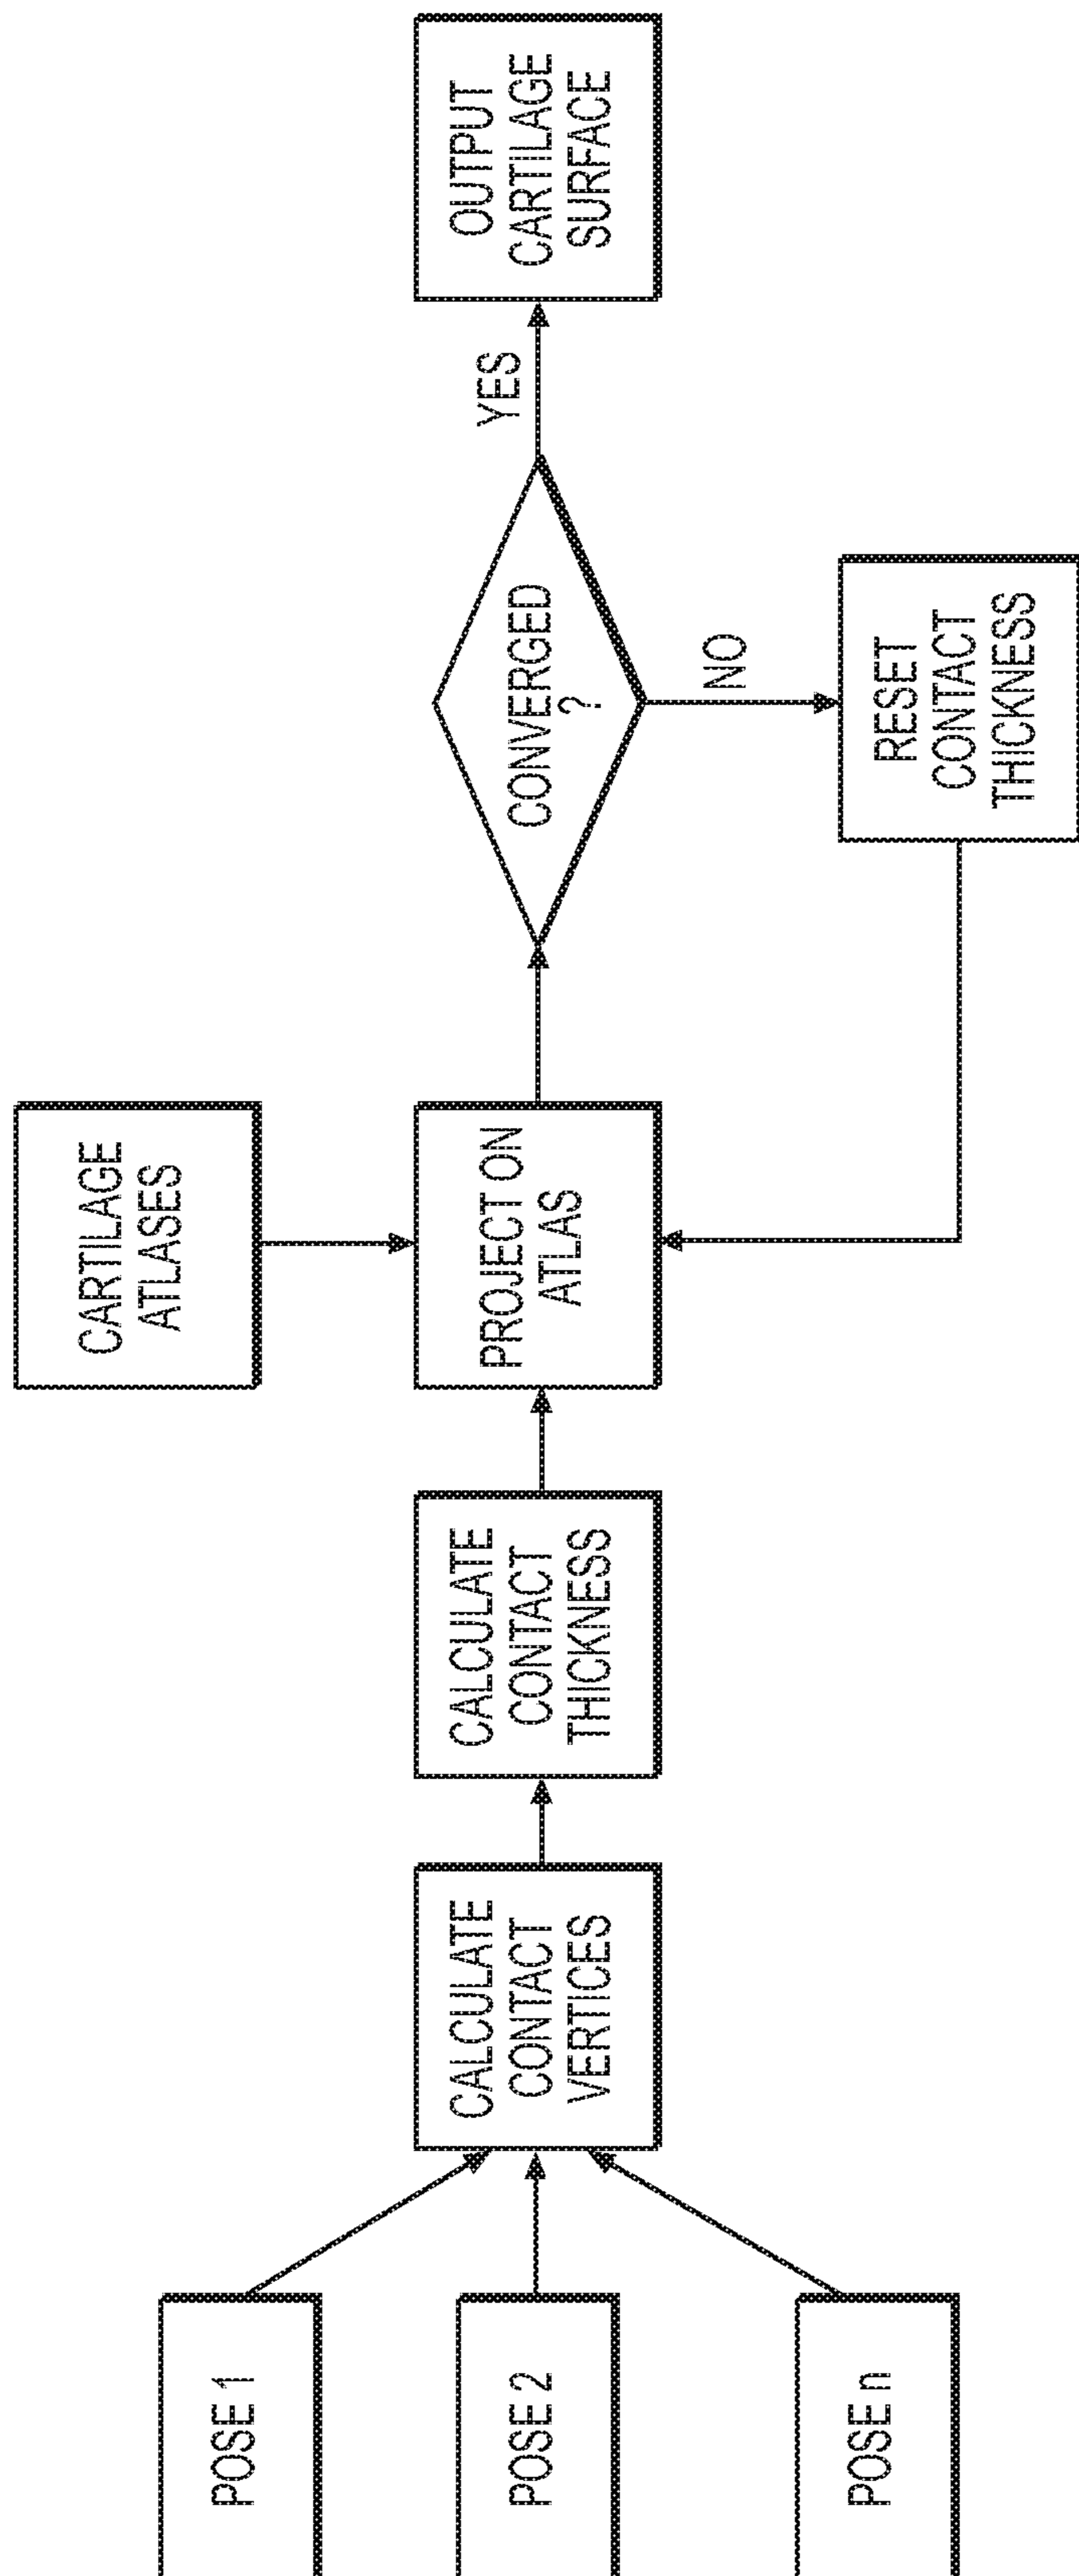 POSE 1
POSE 2
POSE n
CALCULATE
CONTACT
VERTICES
CALCULATE
CONTACT
THICKNESS
CARTILAGE
ATLASES
PROJECT ON
ATLAS
CONVERGED
?
YES
NO
OUTPUT
CARTILAGE
SURFACE
RESET
CONTACT
THICKNESS